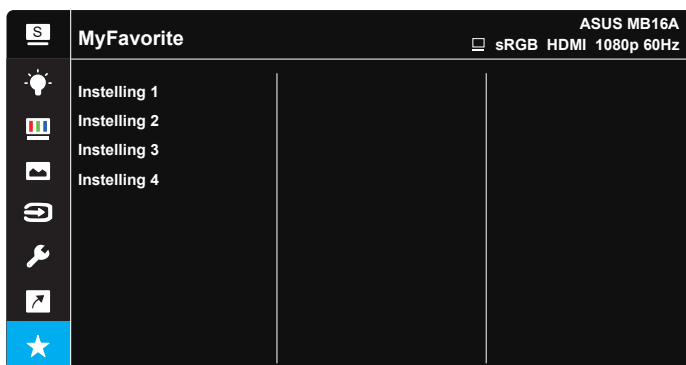 S
MyFavorite
ASUS MB16A
sRGB HDMI 1080p 60Hz
Instelling 1
Instelling 2
Instelling 3
Instelling 4